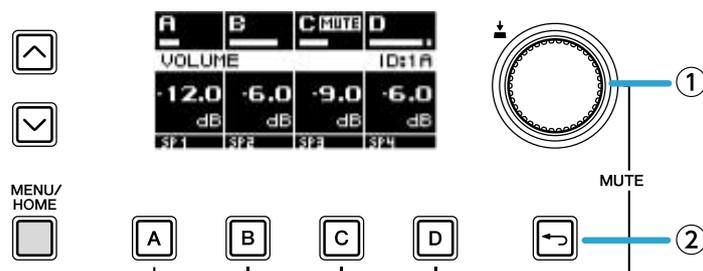 A B C MUTE D
VOLUME ID:1A
-12.0 -6.0 -9.0 -6.0
dB dB dB dB
SP1 SP2 SP3 SP4
1
MUTE
MENU/
HOME
A B C D
2